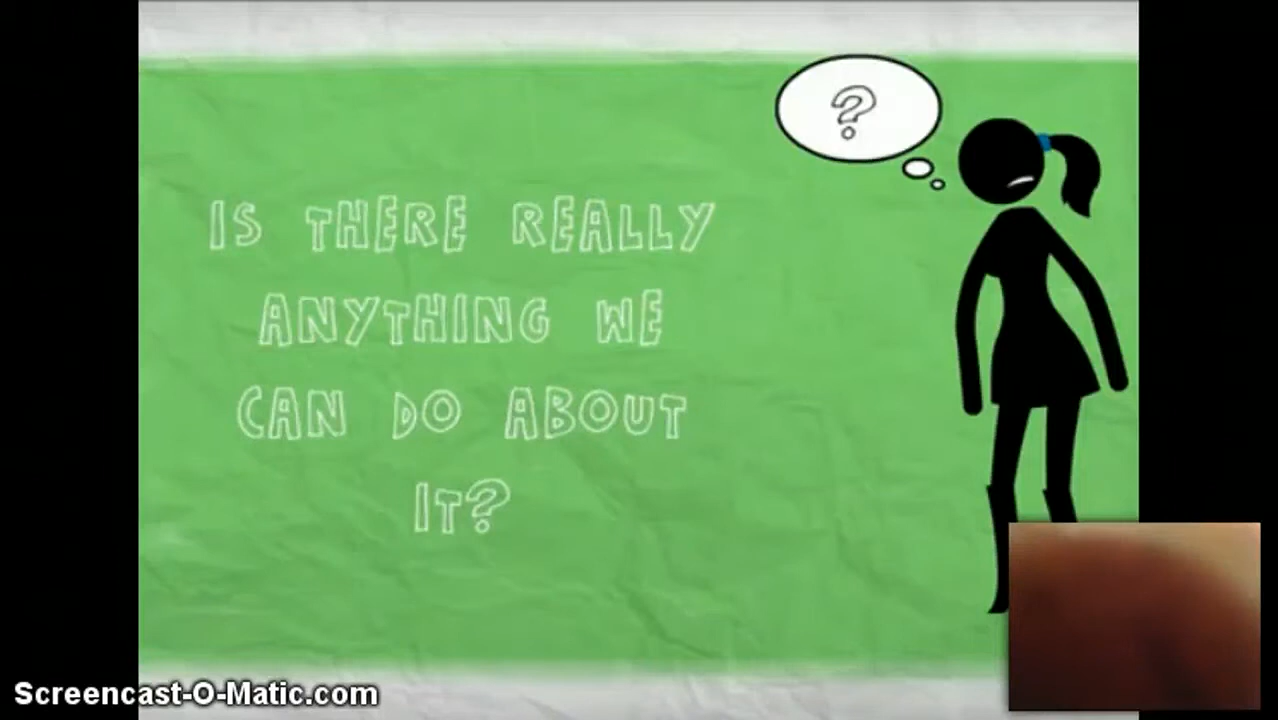 ?
IS THERE REALLY
ANYTHING WE
CAN DO ABOUT
IT?
Screencast-O-Matic.com